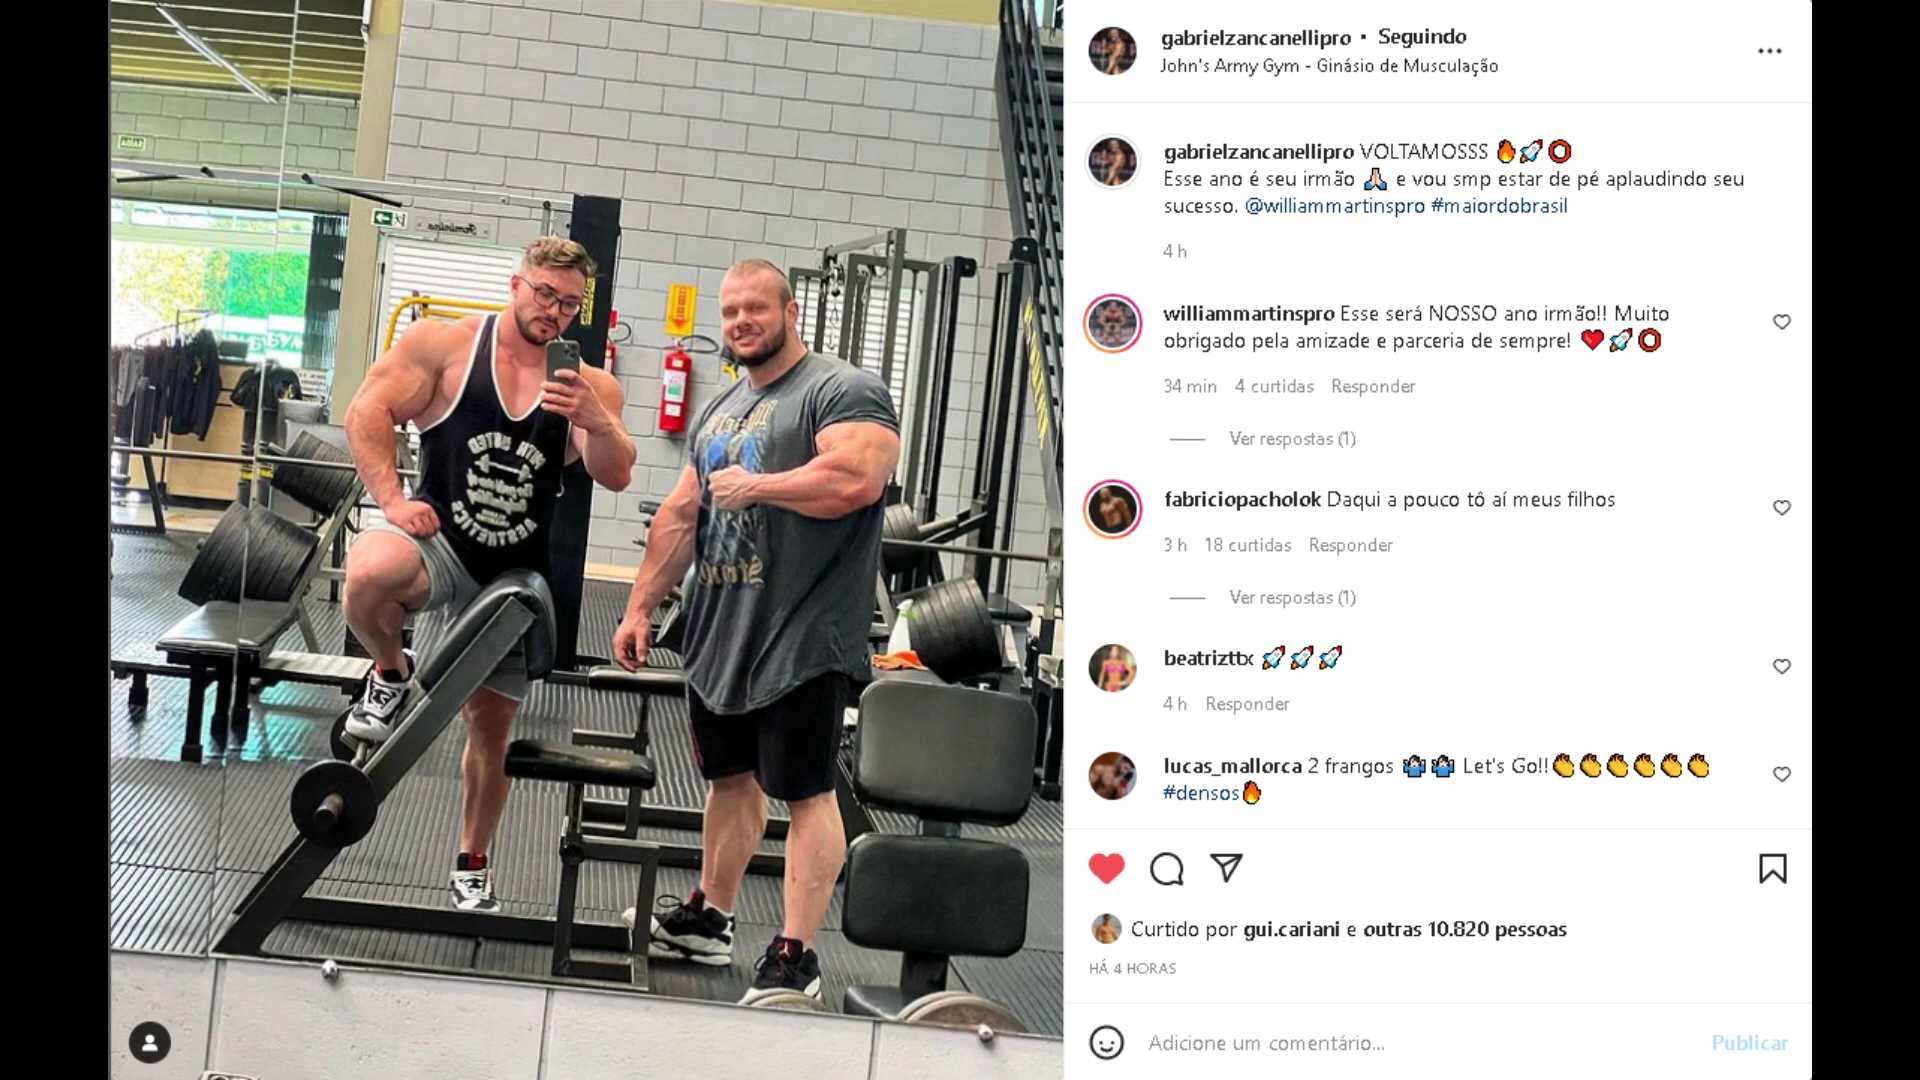 gabrielzancanellipro • Seguindo
John's Army Gym - Ginásio de Musculação
gabrielzancanellipro VOLTAMOSSS 🔥🚀⭕
Esse ano é seu irmão 🙏🏻 e vou smp estar de pé aplaudindo seu
sucesso. @williammartinspro #maiordobrasil
4 h
williammartinspro Esse será NOSSO ano irmão!! Muito
obrigado pela amizade e parceria de sempre! ❤️🚀⭕
34 min 4 curtidas Responder
Ver respostas (1)
fabriciopacholok Daqui a pouco tô aí meus filhos
3 h 18 curtidas Responder
Ver respostas (1)
beatrizttx 🚀🚀🚀
4 h Responder
lucas_mallorca 2 frangos 🤷🏻‍♂️🤷🏻‍♂️ Let's Go!!👏👏👏👏👏👏
#densos🔥
Curtido por gui.cariani e outras 10.820 pessoas
HÁ 4 HORAS
Adicione um comentário...
Publicar
Feminino
AESTHETICS